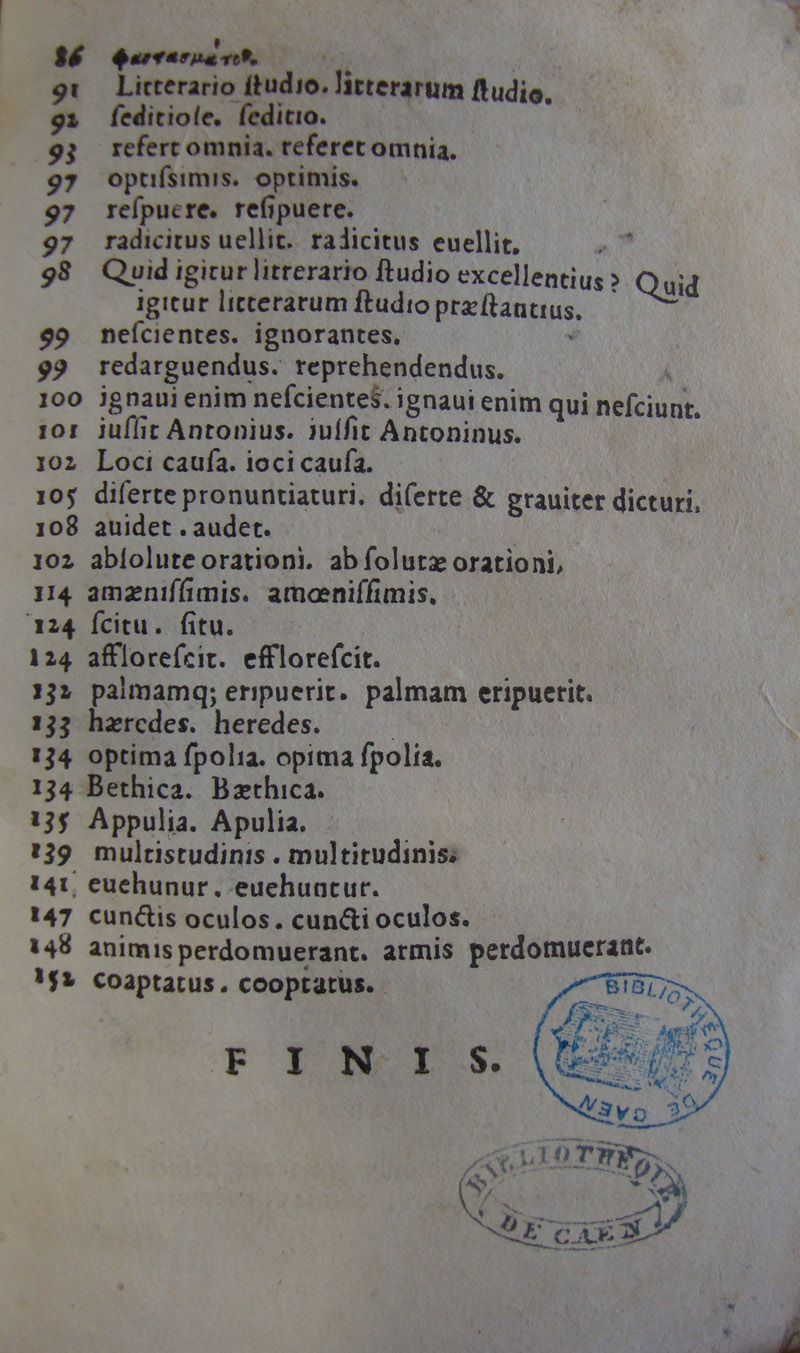 86 φαντασμάτεσι.
91 Litterario ſtudio. litterarum ſtudio.
92 ſeditioſe. ſeditio.
93 refert omnia. referet omnia.
97 optiſsimis. optimis.
97 reſpuere. reſipuere.
97 radicitus uellit. radicitus euellit.
98 Quid igitur litrerario ſtudio excellentius? Quid
igitur litterarum ſtudio præſtantius.
99 neſcientes. ignorantes.
99 redarguendus. reprehendendus.
100 ignaui enim neſcientes. ignaui enim qui neſciunt.
101 iuſſit Antonius. iuſſit Antoninus.
102 Loci cauſa. ioci cauſa.
105 diſerte pronuntiaturi. diſerte & grauiter dicturi.
108 auidet. audet.
102 abſolute orationi. abſolutæ orationi,
114 amæniſſimis. amœniſſimis.
124 ſcitu. ſitu.
124 affloreſcit. effloreſcit.
132 palmamq; eripuerit. palmam eripuerit.
133 hæredes. heredes.
134 optima ſpolia. opima ſpolia.
134 Bethica. Bæthica.
135 Appulia. Apulia.
139 multistudinis. multitudinis.
141 euehunur. euehuntur.
147 cunctis oculos. cuncti oculos.
148 animis perdomuerant. armis perdomuerant.
152 coaptatus. cooptatus.
FINIS.
BIBLIOTHEQUE DE CAEN
BIBLIOTHEQUE
DE CAEN